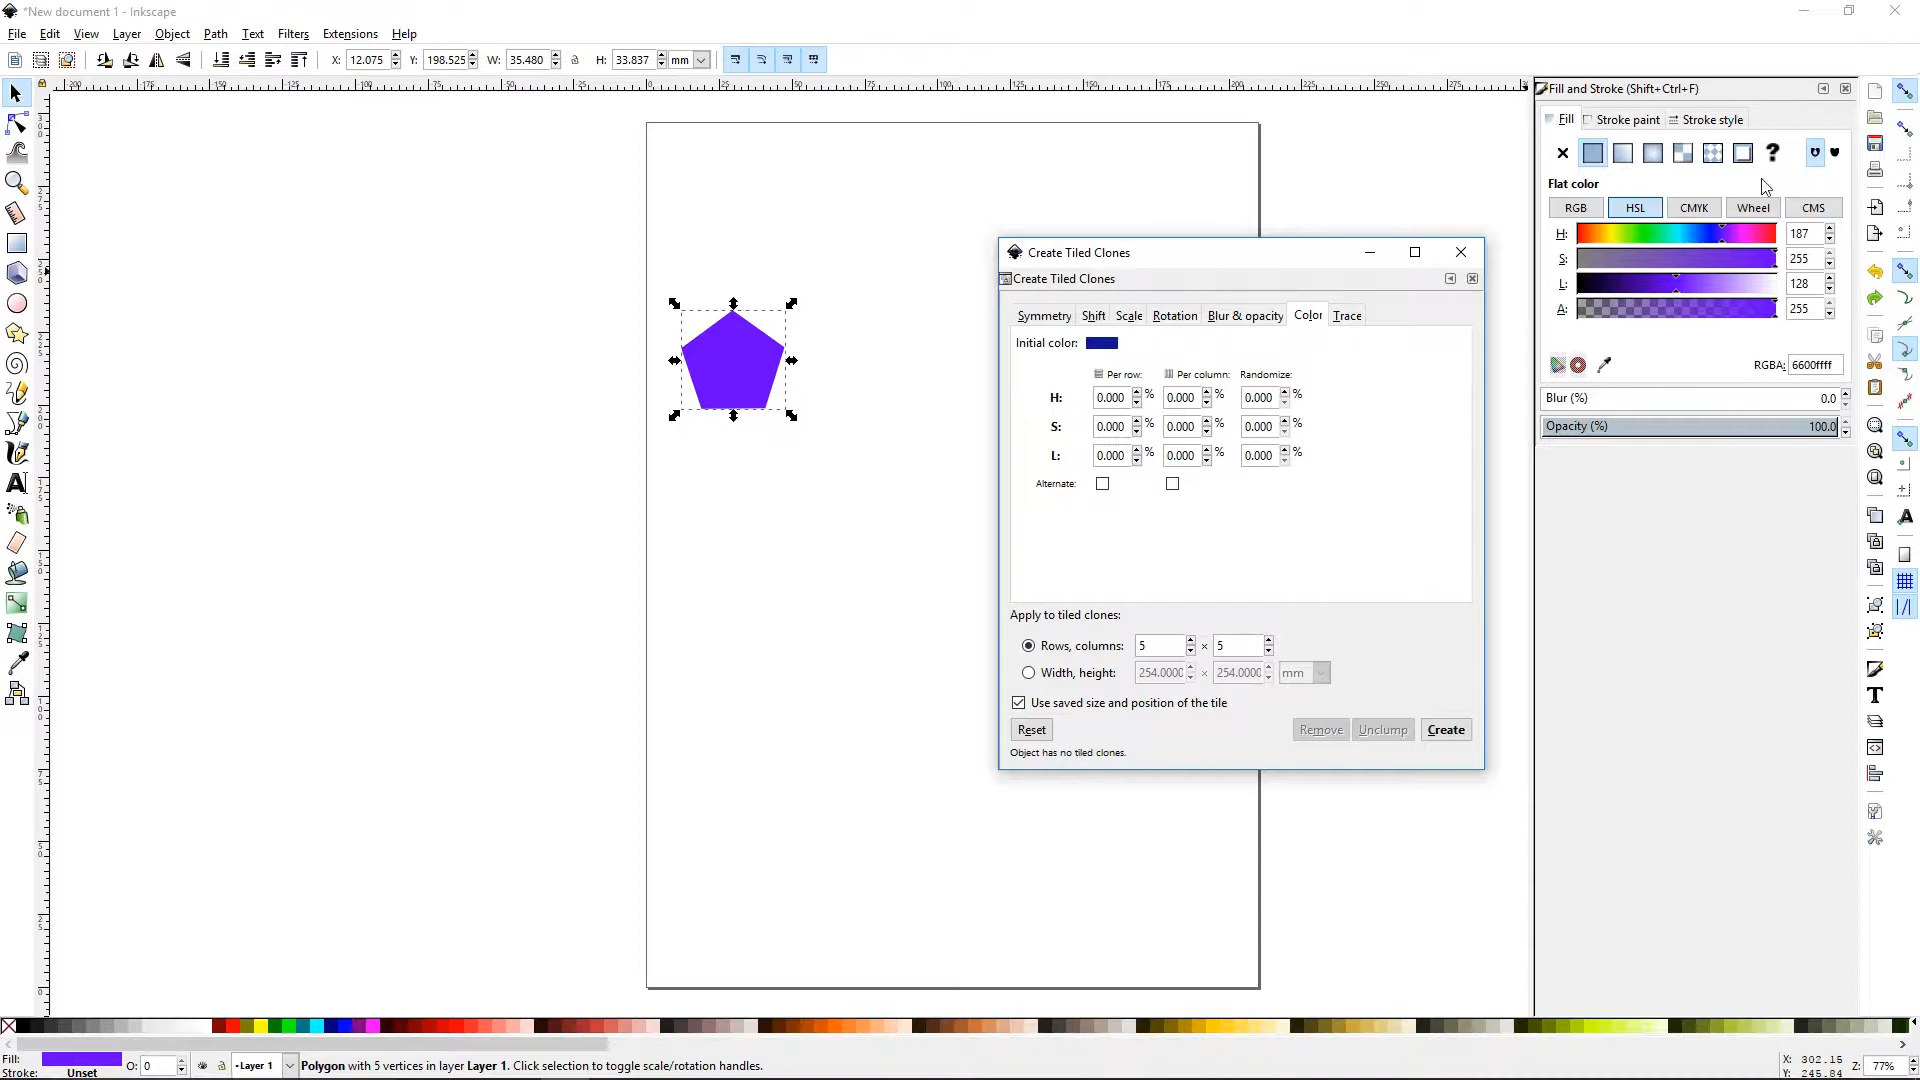 *New document 1 - Inkscape
File Edit View Layer Object Path Text Filters Extensions Help
X: 12.075 Y: 198.525 W: 35.480 H: 33.837 mm
Fill and Stroke (Shift+Ctrl+F)
Fill Stroke paint Stroke style
Flat color
RGB HSL CMYK Wheel CMS
H: 187
S: 255
L: 128
A: 255
RGBA: 6600ffff
Blur (%) 0.0
Opacity (%) 100.0
Create Tiled Clones
Create Tiled Clones
Symmetry Shift Scale Rotation Blur & opacity Color Trace
Initial color:
Per row: Per column: Randomize:
H: 0.000 % 0.000 % 0.000 %
S: 0.000 % 0.000 % 0.000 %
L: 0.000 % 0.000 % 0.000 %
Alternate:
Apply to tiled clones:
Rows, columns: 5 × 5
Width, height: 254.0000 × 254.0000 mm
Use saved size and position of the tile
Reset Remove Unclump Create
Object has no tiled clones.
Fill:
Stroke: Unset
O: 0
•Layer 1
Polygon with 5 vertices in layer Layer 1. Click selection to toggle scale/rotation handles.
X: 302.15
Y: 245.84
Z: 77%